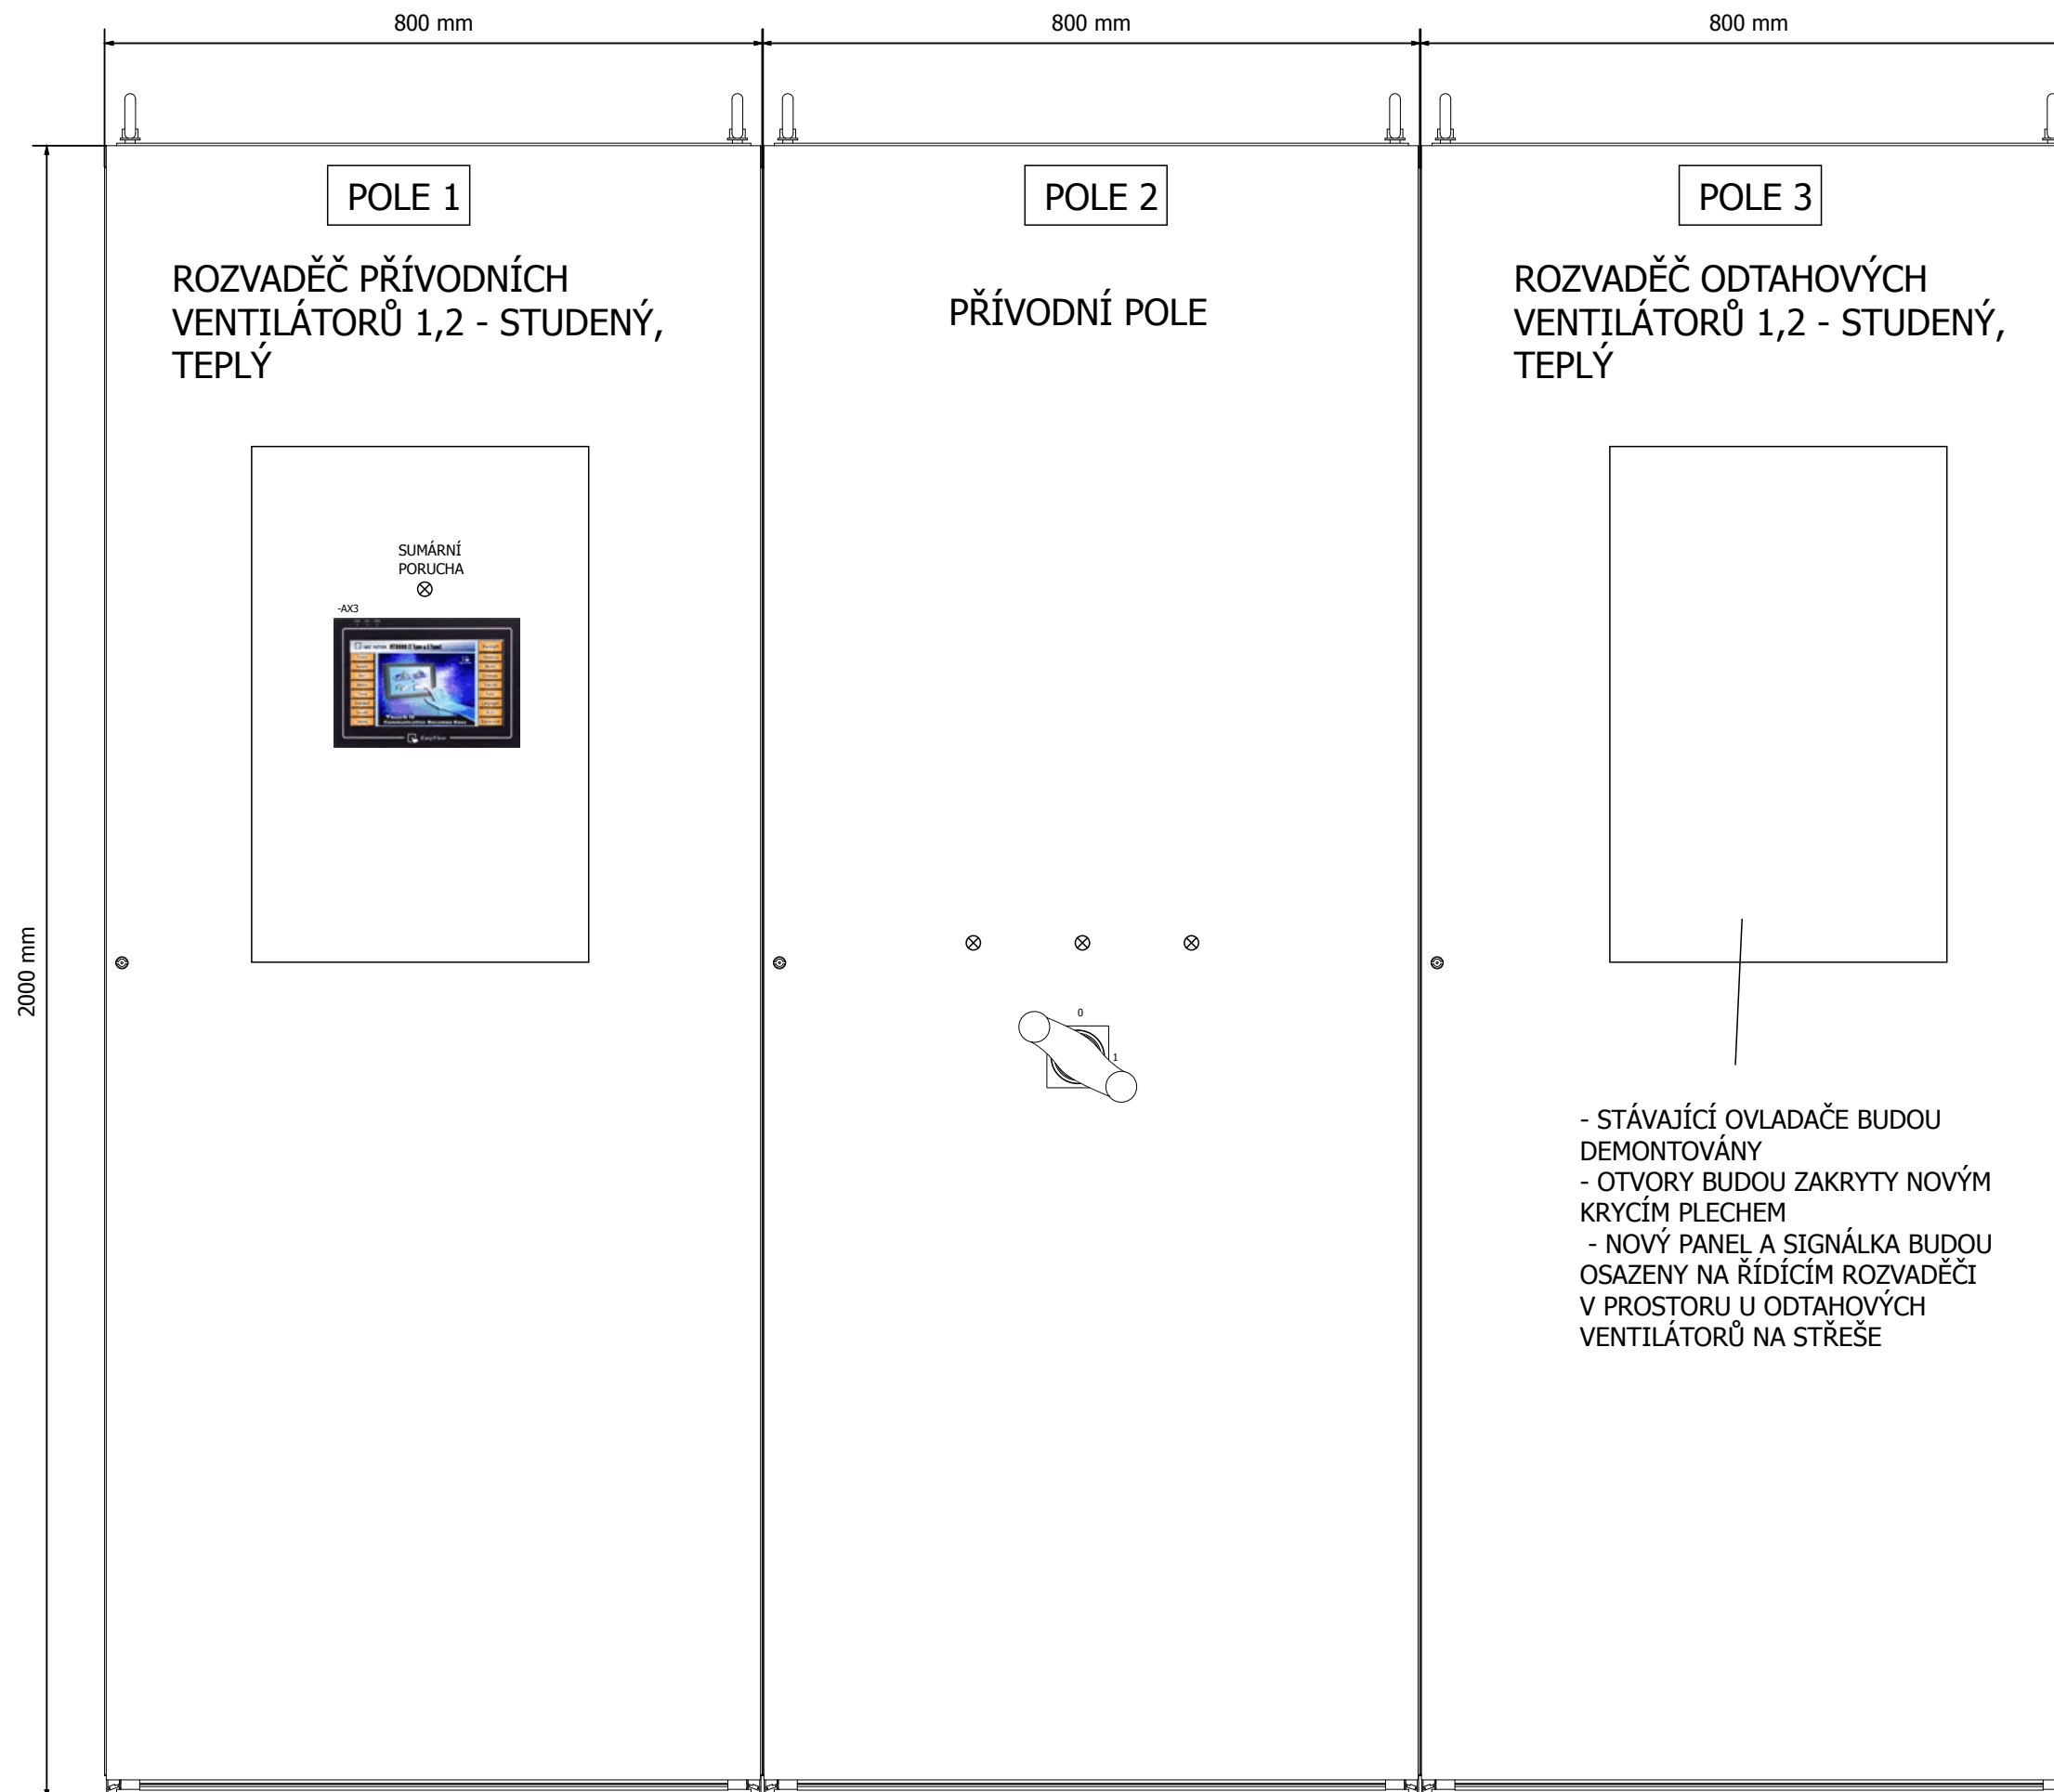 800 mm
800 mm
800 mm
POLE 1
POLE 2
POLE 3
ROZVADĚČ PŘÍVODNÍCH
VENTILÁTORŮ 1,2 - STUDENÝ,
TEPLÝ
PŘÍVODNÍ POLE
ROZVADĚČ ODTAHOVÝCH
VENTILÁTORŮ 1,2 - STUDENÝ,
TEPLÝ
SUMÁRNÍ
PORUCHA
-AX3
EasyView
2000 mm
0
1
- STÁVAJÍCÍ OVLADAČE BUDOU
DEMONTOVÁNY
- OTVORY BUDOU ZAKRYTY NOVÝM
KRYCÍM PLECHEM
- NOVÝ PANEL A SIGNÁLKA BUDOU
OSAZENY NA ŘÍDÍCÍM ROZVADĚČI
V PROSTORU U ODTAHOVÝCH
VENTILÁTORŮ NA STŘEŠE